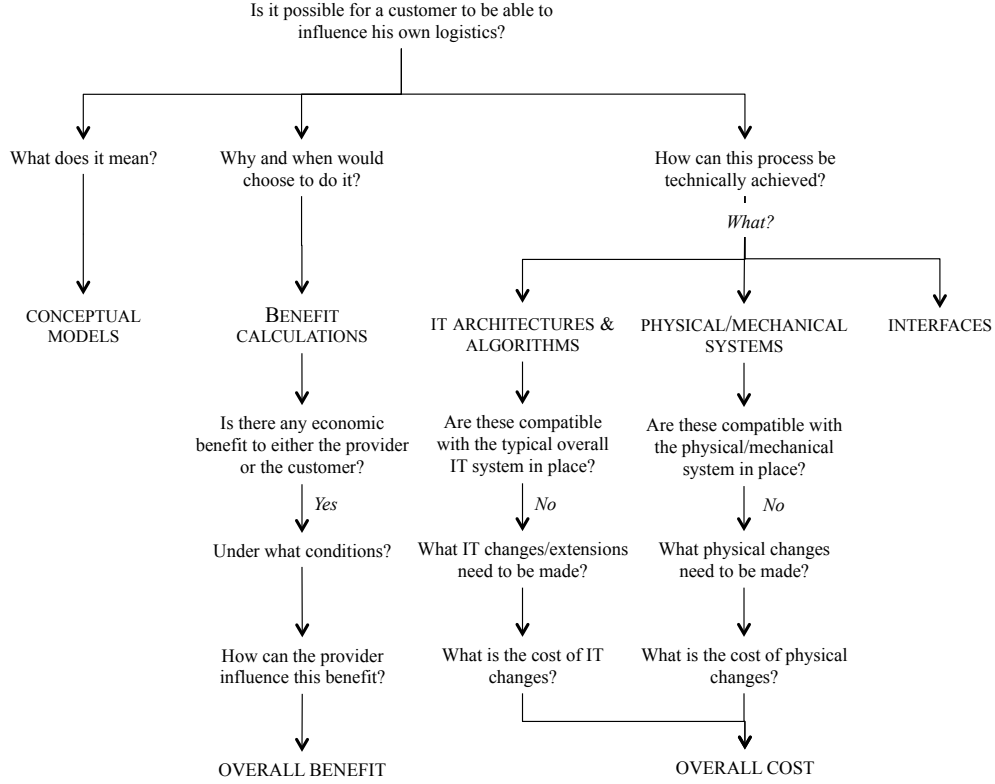 Is it possible for a customer to be able to
influence his own logistics?
What does it mean?
Why and when would
choose to do it?
How can this process be
technically achieved?
What?
CONCEPTUAL
MODELS
BENEFIT
CALCULATIONS
IT ARCHITECTURES &
ALGORITHMS
PHYSICAL/MECHANICAL
SYSTEMS
INTERFACES
Is there any economic
benefit to either the provider
or the customer?
Are these compatible
with the typical overall
IT system in place?
Are these compatible with
the physical/mechanical
system in place?
Yes
No
No
Under what conditions?
What IT changes/extensions
need to be made?
What physical changes
need to be made?
How can the provider
influence this benefit?
What is the cost of IT
changes?
What is the cost of physical
changes?
OVERALL BENEFIT
OVERALL COST